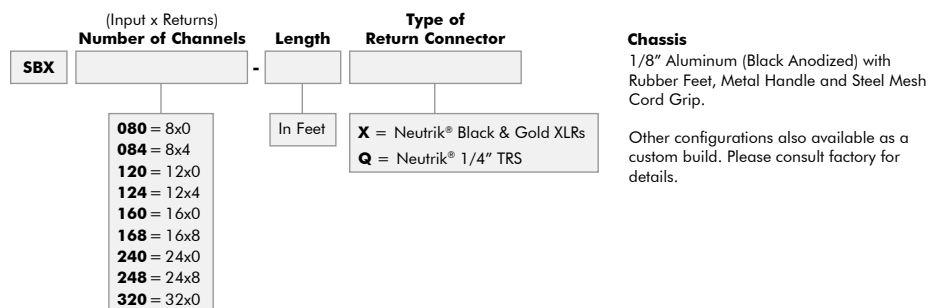 (Input x Returns)
Number of Channels
Length
Type of
Return Connector
SBX
-
080 = 8x0
084 = 8x4
120 = 12x0
124 = 12x4
160 = 16x0
168 = 16x8
240 = 24x0
248 = 24x8
320 = 32x0
In Feet
X = Neutrik® Black & Gold XLRs
Q = Neutrik® 1/4" TRS
Chassis
1/8" Aluminum (Black Anodized) with
Rubber Feet, Metal Handle and Steel Mesh
Cord Grip.
Other configurations also available as a
custom build. Please consult factory for
details.